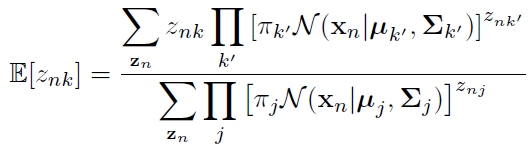 \mathbb{E}[z_{nk}] = \frac{\sum_{\mathbf{z}_n} z_{nk} \prod_{k'} \left[ \pi_{k'} \mathcal{N}(\mathbf{x}_n | \boldsymbol{\mu}_{k'}, \boldsymbol{\Sigma}_{k'}) \right]^{z_{nk'}}}{\sum_{\mathbf{z}_n} \prod_{j} \left[ \pi_j \mathcal{N}(\mathbf{x}_n | \boldsymbol{\mu}_j, \boldsymbol{\Sigma}_j) \right]^{z_{nj}}}